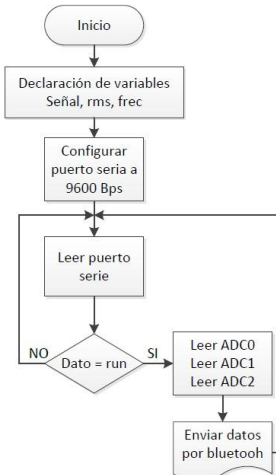 Inicio
Declaración de variables
Señal, rms, frec
Configurar
puerto seria a
9600 Bps
Leer puerto
serie
NO
Dato = run
SI
Leer ADC0
Leer ADC1
Leer ADC2
Enviar datos
por bluetooh